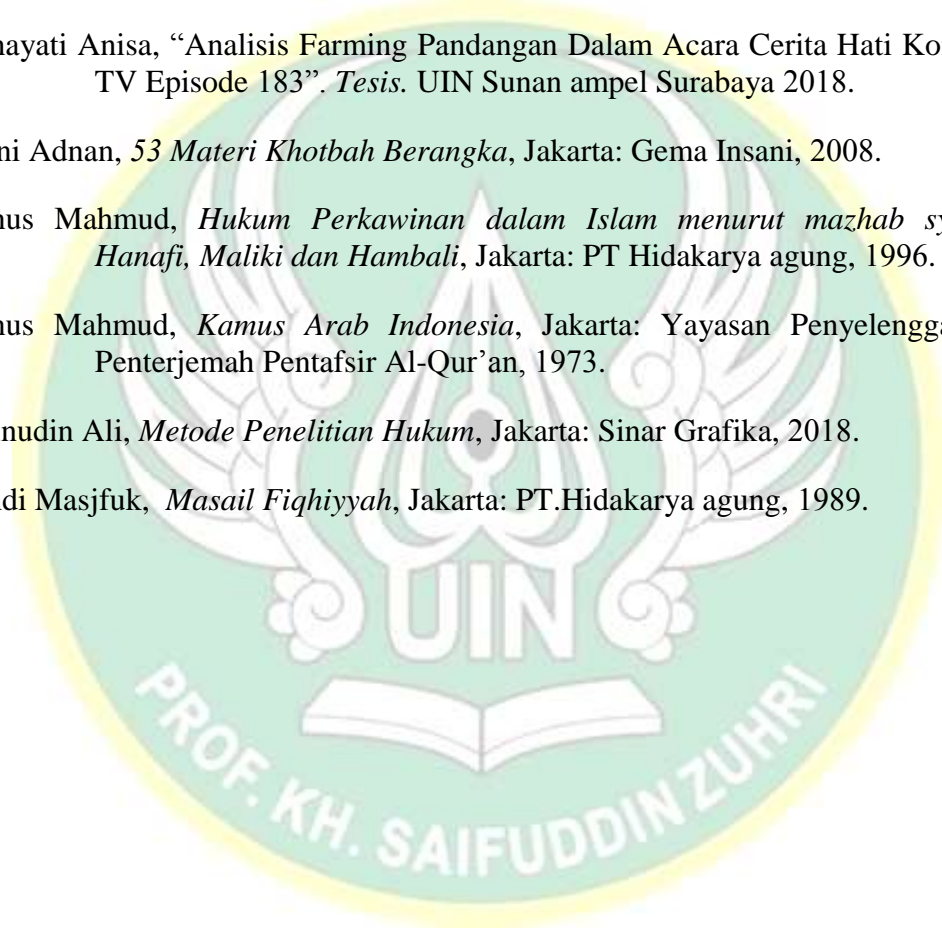 hayati Anisa, “Analisis Farming Pandangan Dalam Acara Cerita Hati Ko
TV Episode 183”. Tesis. UIN Sunan ampel Surabaya 2018.
ni Adnan, 53 Materi Khotbah Berangka, Jakarta: Gema Insani, 2008.
nus Mahmud, Hukum Perkawinan dalam Islam menurut mazhab sy
Hanafi, Maliki dan Hambali, Jakarta: PT Hidakarya agung, 1996.
nus Mahmud, Kamus Arab Indonesia, Jakarta: Yayasan Penyelengga
Penterjemah Pentafsir Al-Qur’an, 1973.
nudin Ali, Metode Penelitian Hukum, Jakarta: Sinar Grafika, 2018.
di Masjfuk, Masail Fiqhiyyah, Jakarta: PT.Hidakarya agung, 1989.
UIN
PROF. KH. SAIFUDDIN ZUHRI